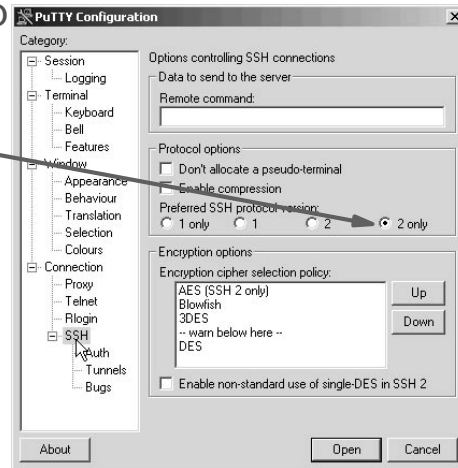 PuTTY Configuration
Category:
Session
Logging
Terminal
Keyboard
Bell
Features
Window
Appearance
Behaviour
Translation
Selection
Colours
Connection
Proxy
Telnet
Rlogin
SSH
Auth
Tunnels
Bugs
Options controlling SSH connections
Data to send to the server
Remote command:
Protocol options
Don't allocate a pseudo-terminal
Enable compression
Preferred SSH protocol version:
1 only 1 2 2 only
Encryption options
Encryption cipher selection policy:
AES (SSH 2 only)
Blowfish
3DES
-- warn below here --
DES
Up
Down
Enable non-standard use of single-DES in SSH 2
About Open Cancel